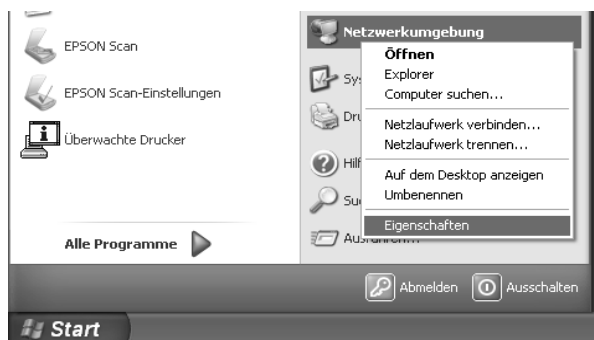 EPSON Scan
EPSON Scan-Einstellungen
Überwachte Drucker
Alle Programme
Netzwerkumgebung
Öffnen
Explorer
Computer suchen...
Netzlaufwerk verbinden...
Netzlaufwerk trennen...
Auf dem Desktop anzeigen
Umbenennen
Eigenschaften
Abmelden
Ausschalten
Start